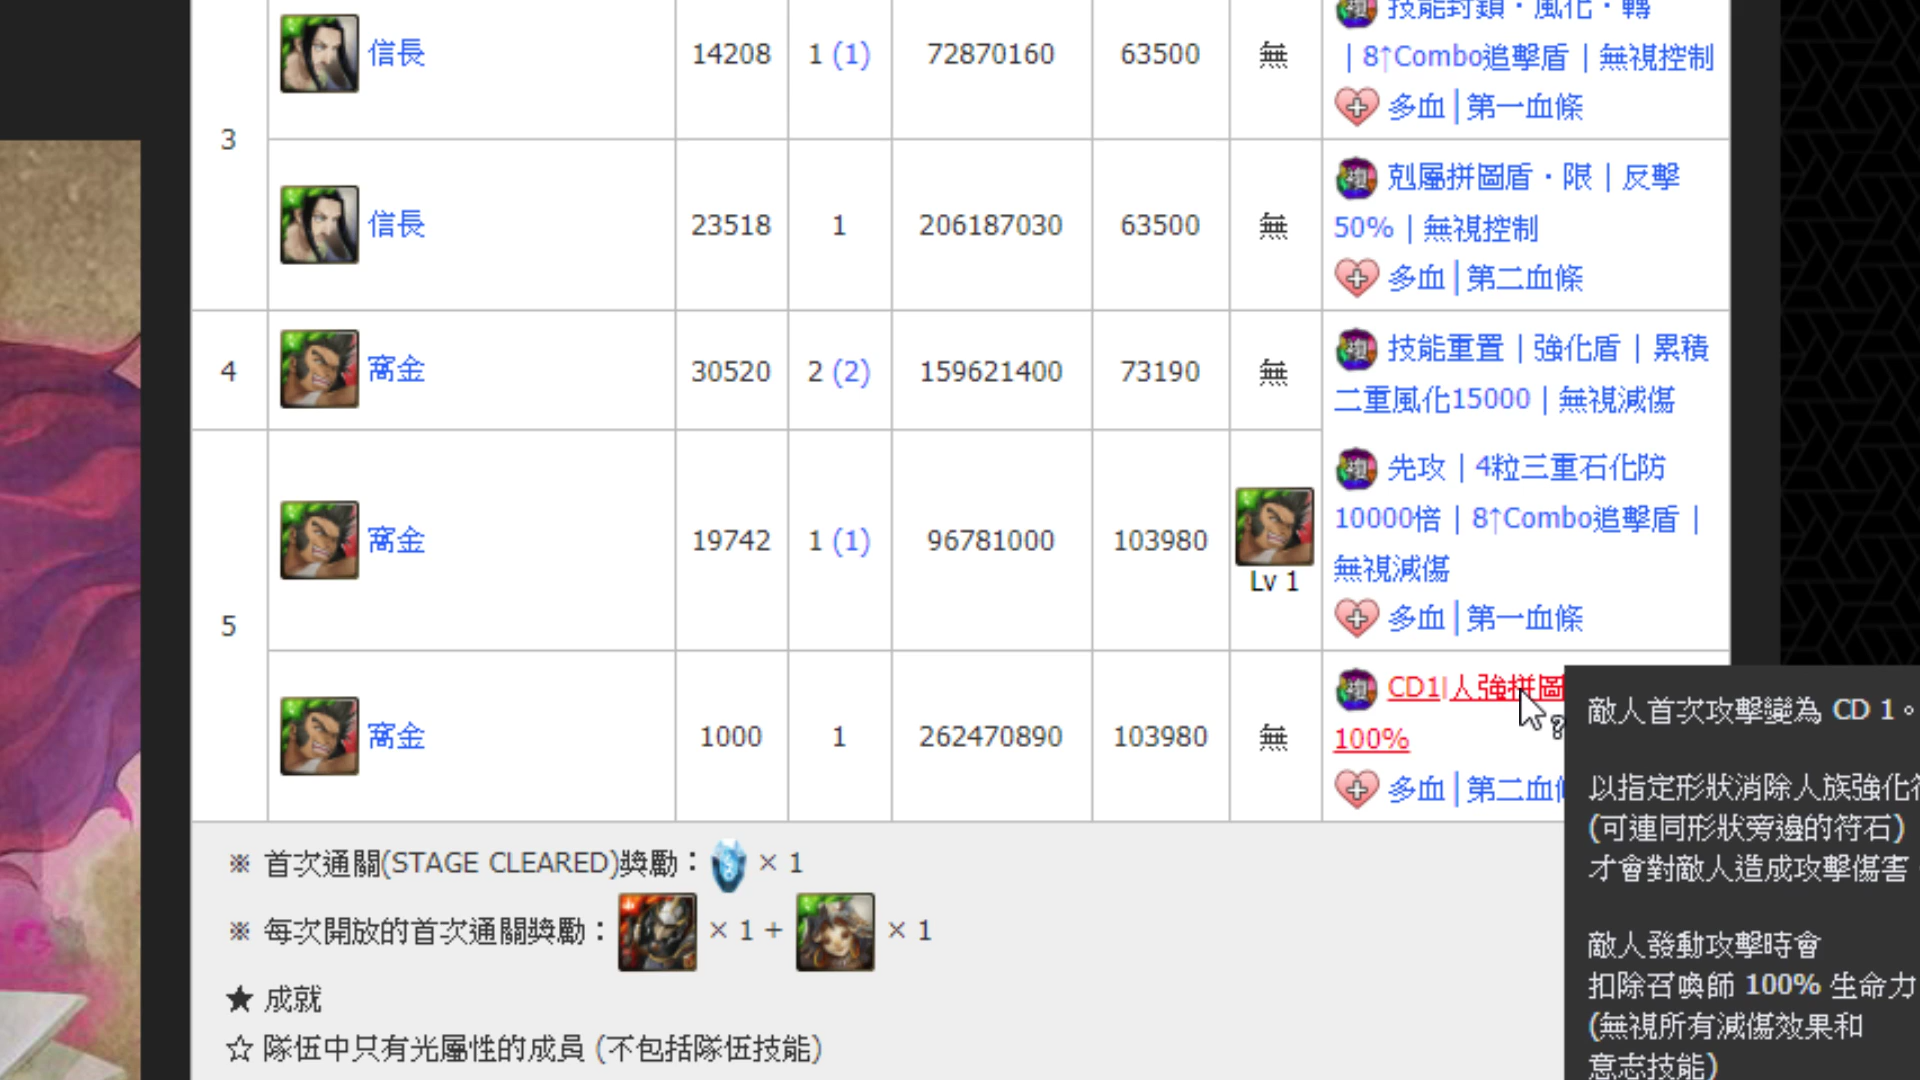 3
信長
14208
1 (1)
72870160
63500
無
技能封鎖・風化・轉
| 8↑Combo追擊盾 | 無視控制
多血 | 第一血條
信長
23518
1
206187030
63500
無
剋屬拼圖盾・限 | 反擊
50% | 無視控制
多血 | 第二血條
4
窩金
30520
2 (2)
159621400
73190
無
技能重置 | 強化盾 | 累積
二重風化15000 | 無視減傷
5
窩金
19742
1 (1)
96781000
103980
Lv 1
先攻 | 4粒三重石化防
10000倍 | 8↑Combo追擊盾 |
無視減傷
多血 | 第一血條
窩金
1000
1
262470890
103980
無
CD1|人強拼圖
100%
多血 | 第二血
敵人首次攻擊變為 CD 1。
以指定形狀消除人族強化符
(可連同形狀旁邊的符石)
才會對敵人造成攻擊傷害
敵人發動攻擊時會
扣除召喚師 100% 生命力
(無視所有減傷效果和
意志技能)
※ 首次通關(STAGE CLEARED)獎勵： × 1
※ 每次開放的首次通關獎勵： × 1 + × 1
★ 成就
☆ 隊伍中只有光屬性的成員 (不包括隊伍技能)